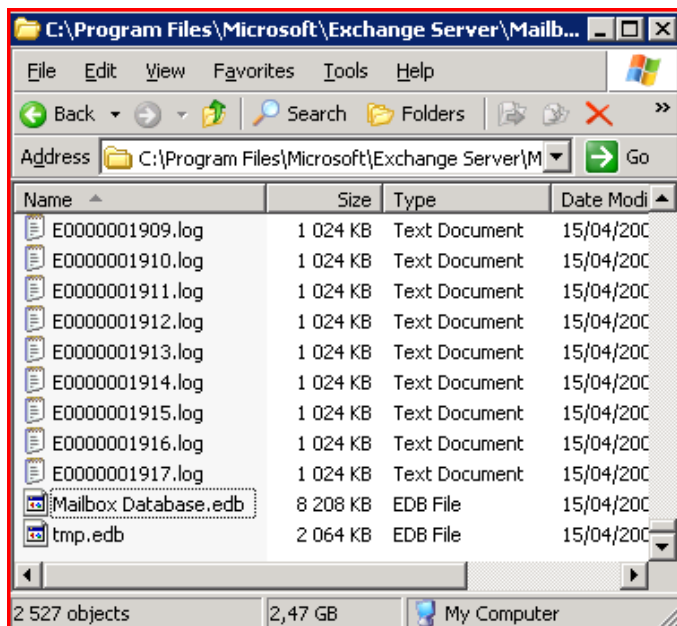 C:\Program Files\Microsoft\Exchange Server\Mailb...
File Edit View Favorites Tools Help
Back Search Folders »
Address C:\Program Files\Microsoft\Exchange Server\M Go
Name Size Type Date Modi
E0000001909.log 1 024 KB Text Document 15/04/200
E0000001910.log 1 024 KB Text Document 15/04/200
E0000001911.log 1 024 KB Text Document 15/04/200
E0000001912.log 1 024 KB Text Document 15/04/200
E0000001913.log 1 024 KB Text Document 15/04/200
E0000001914.log 1 024 KB Text Document 15/04/200
E0000001915.log 1 024 KB Text Document 15/04/200
E0000001916.log 1 024 KB Text Document 15/04/200
E0000001917.log 1 024 KB Text Document 15/04/200
Mailbox Database.edb 8 208 KB EDB File 15/04/200
tmp.edb 2 064 KB EDB File 15/04/200
2 527 objects 2,47 GB My Computer